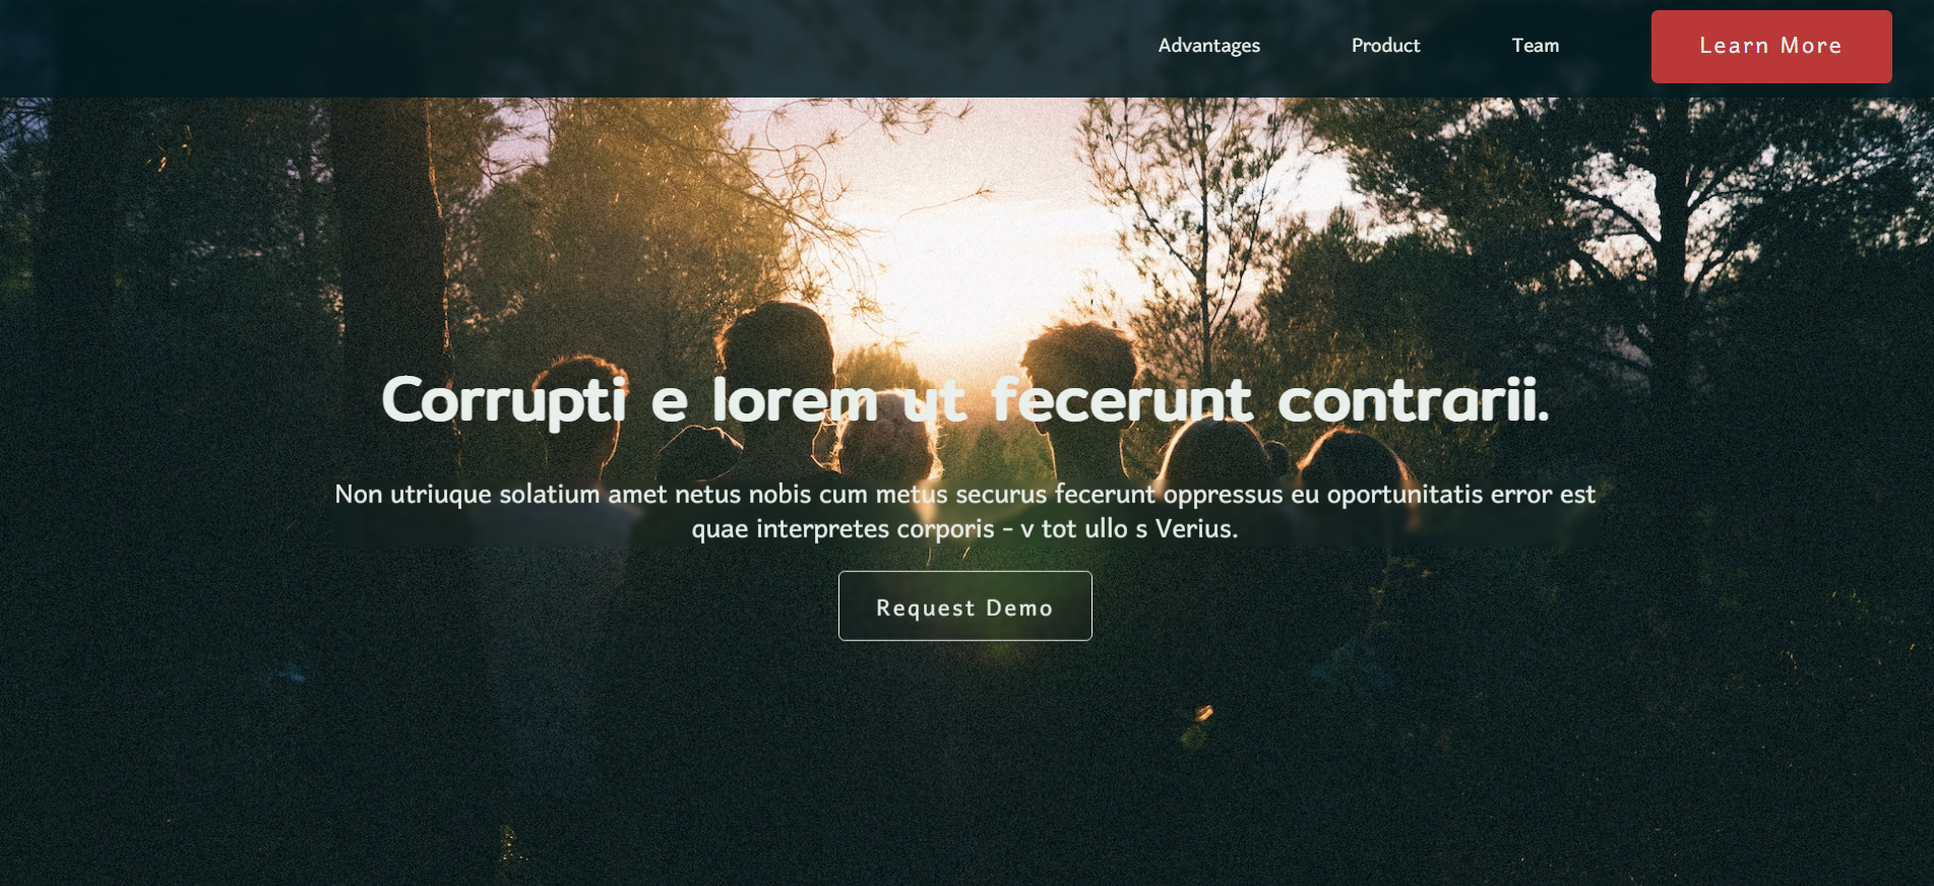 Advantages
Product
Team
Learn More
Corrupti e lorem ut fecerunt contrarii.
Non utriuque solatium amet netus nobis cum metus securus fecerunt oppressus eu oportunitatis error est
quae interpretes corporis - v tot ullo s Verius.
Request Demo